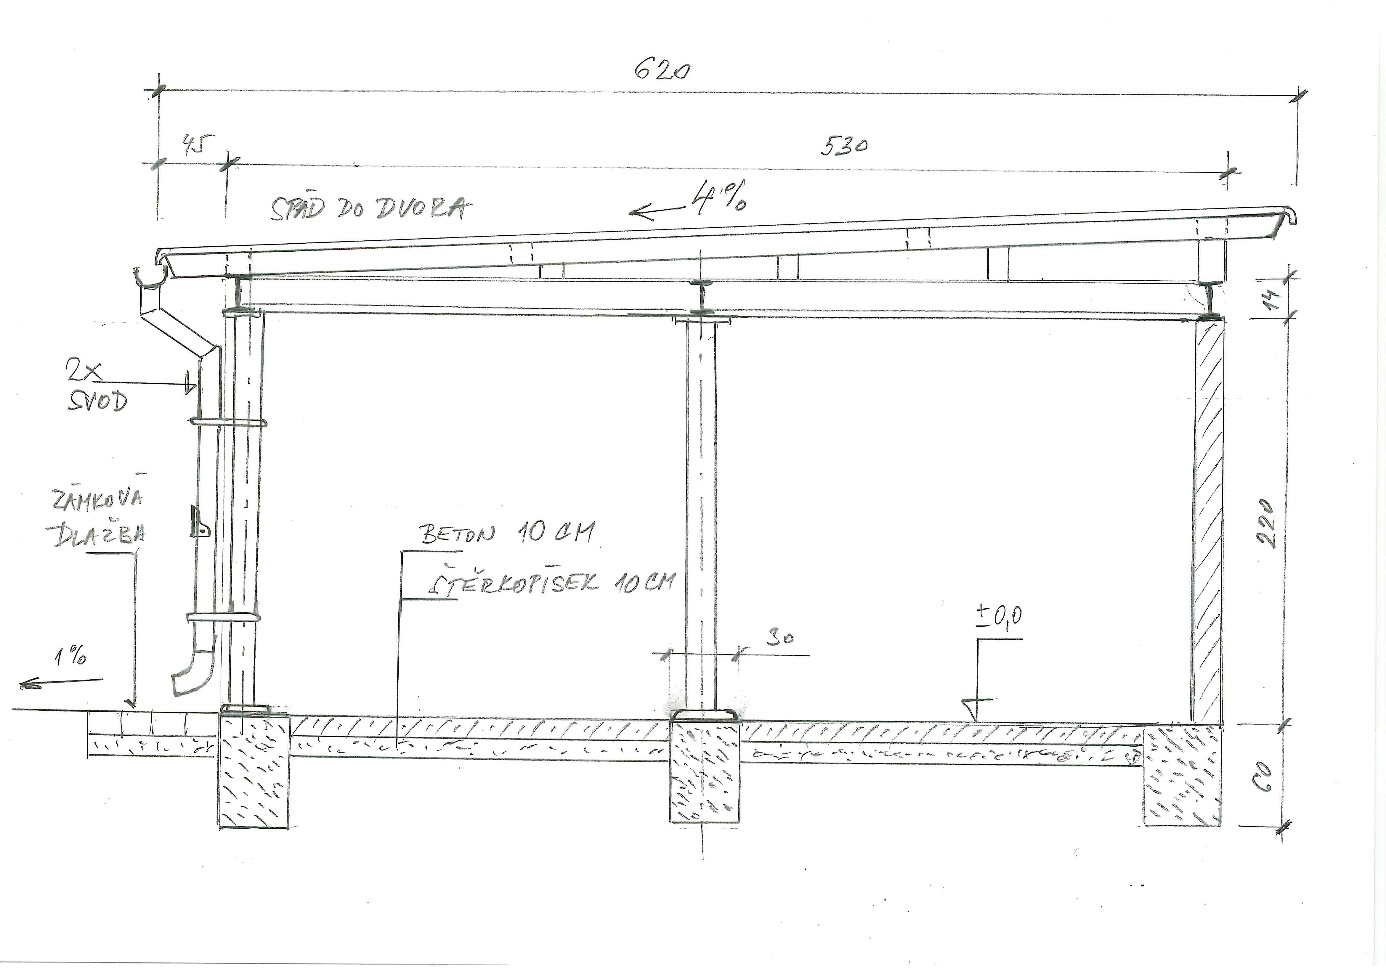 620
45
530
SPÁD DO DVORA
4%
14
2X
SVOD
ZÁMKOVÁ
DLAŽBA
BETON 10 CM
ŠTĚRKOPÍSEK 10 CM
220
±0,0
30
1%
60